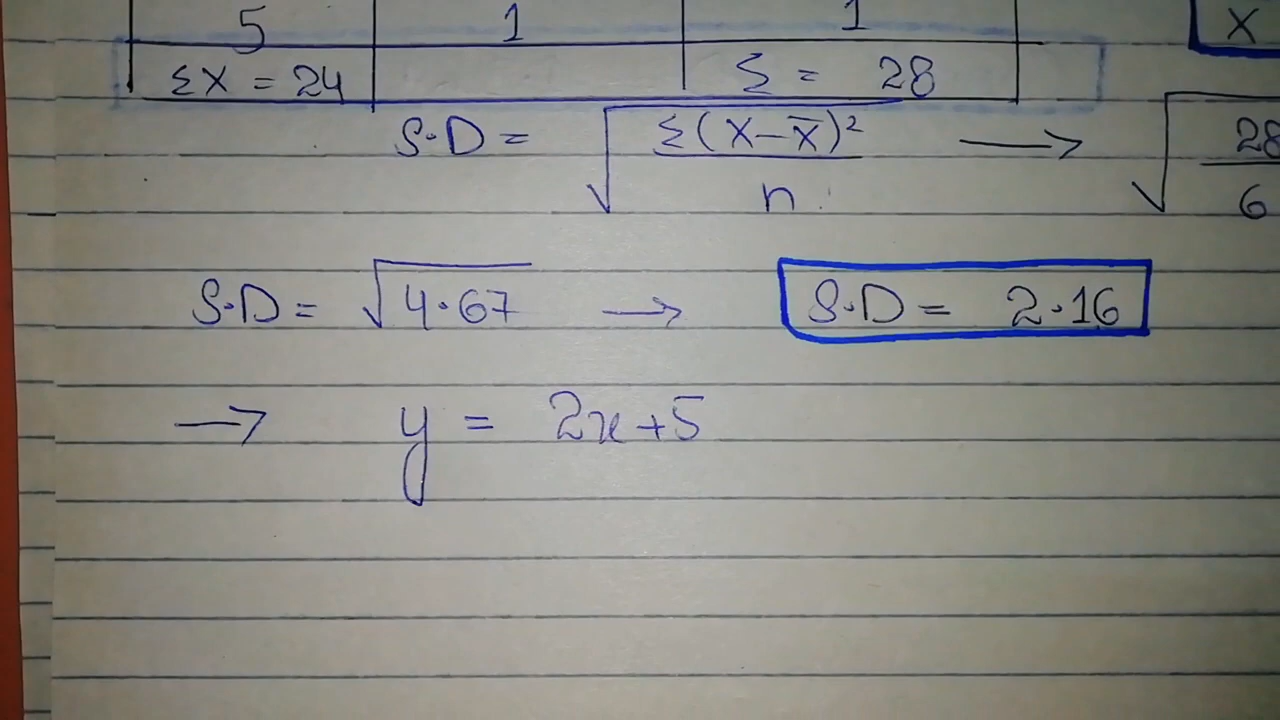 5 1 1 X
ΣX = 24 Σ = 28
S.D = √ Σ(X-X̄)² / n → √ 28 / 6
S.D = √4.67 → S.D = 2.16
→ y = 2x+5